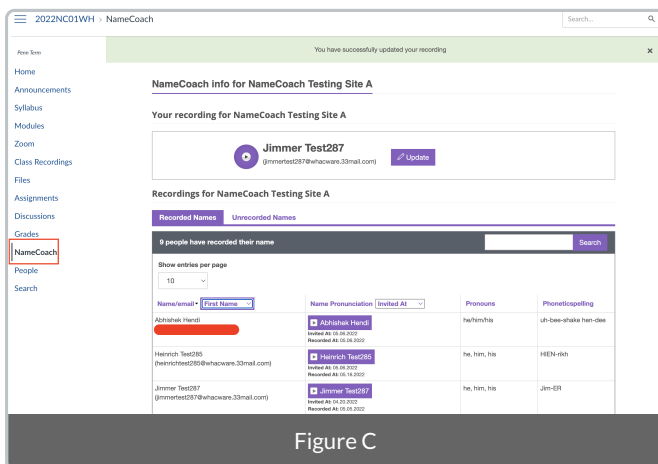 2022NC01WH › NameCoach
Search...
Penn Term
You have successfully updated your recording
×
Home
Announcements
Syllabus
Modules
Zoom
Class Recordings
Files
Assignments
Discussions
Grades
NameCoach
People
Search
NameCoach info for NameCoach Testing Site A
Your recording for NameCoach Testing Site A
Jimmer Test287
(jimmertest287@whacware.33mail.com)
Update
Recordings for NameCoach Testing Site A
Recorded Names Unrecorded Names
9 people have recorded their name
Search
Show entries per page
10
Name/email First Name Name Pronunciation Invited At Pronouns Phoneticspelling
Abhishek Hendi Abhishek Hendi he/him/his uh-bee-shake hen-dee
Invited At: 05.06.2022
Recorded At: 05.06.2022
Heinrich Test285 Heinrich Test285 he, him, his HIEN-rikh
(heinrichtest285@whacware.33mail.com)
Invited At: 05.06.2022
Recorded At: 05.16.2022
Jimmer Test287 Jimmer Test287 he, him, his Jim-ER
(jimmertest287@whacware.33mail.com)
Invited At: 04.20.2022
Recorded At: 05.05.2022
Figure C